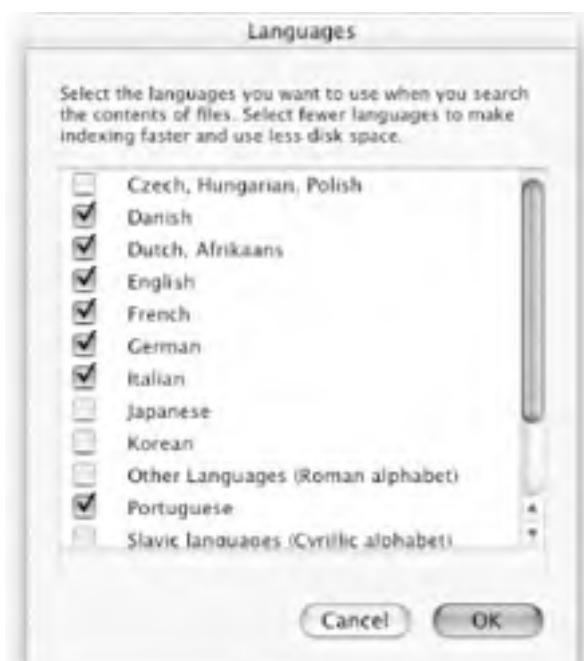 Languages
Select the languages you want to use when you search
the contents of files. Select fewer languages to make
indexing faster and use less disk space.
Czech, Hungarian, Polish
Danish
Dutch, Afrikaans
English
French
German
Italian
Japanese
Korean
Other Languages (Roman alphabet)
Portuguese
Slavic languages (Cyrillic alphabet)
Cancel OK